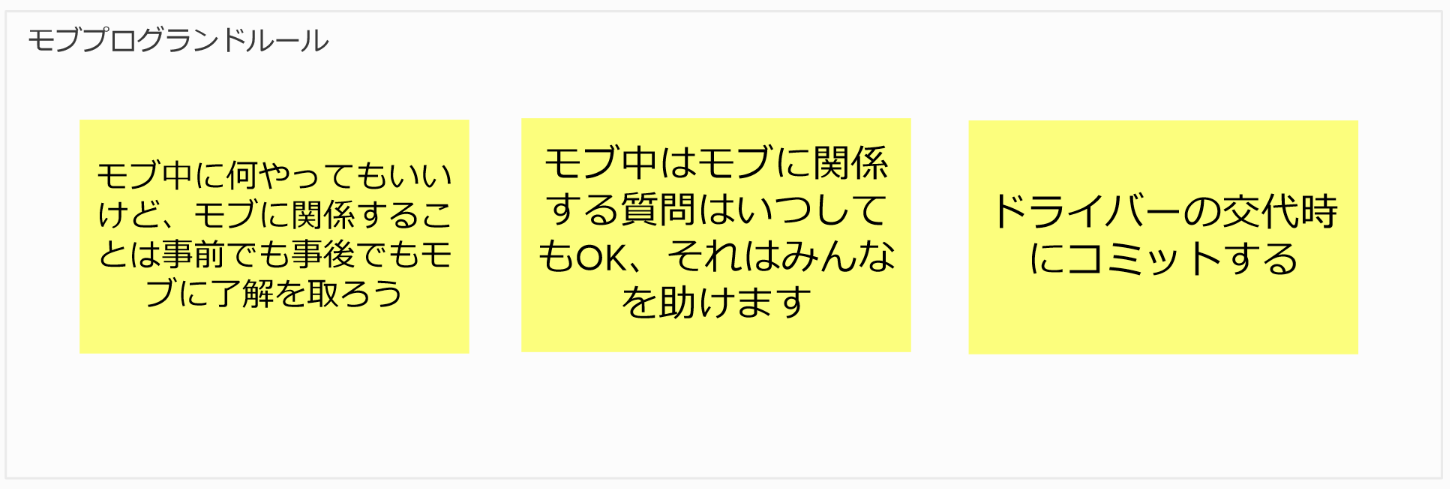 モブプログランドルール
モブ中に何やってもいい
けど、モブに関係するこ
とは事前でも事後でもモ
ブに了解を取ろう
モブ中はモブに関係
する質問はいつして
もOK、それはみんな
を助けます
ドライバーの交代時
にコミットする